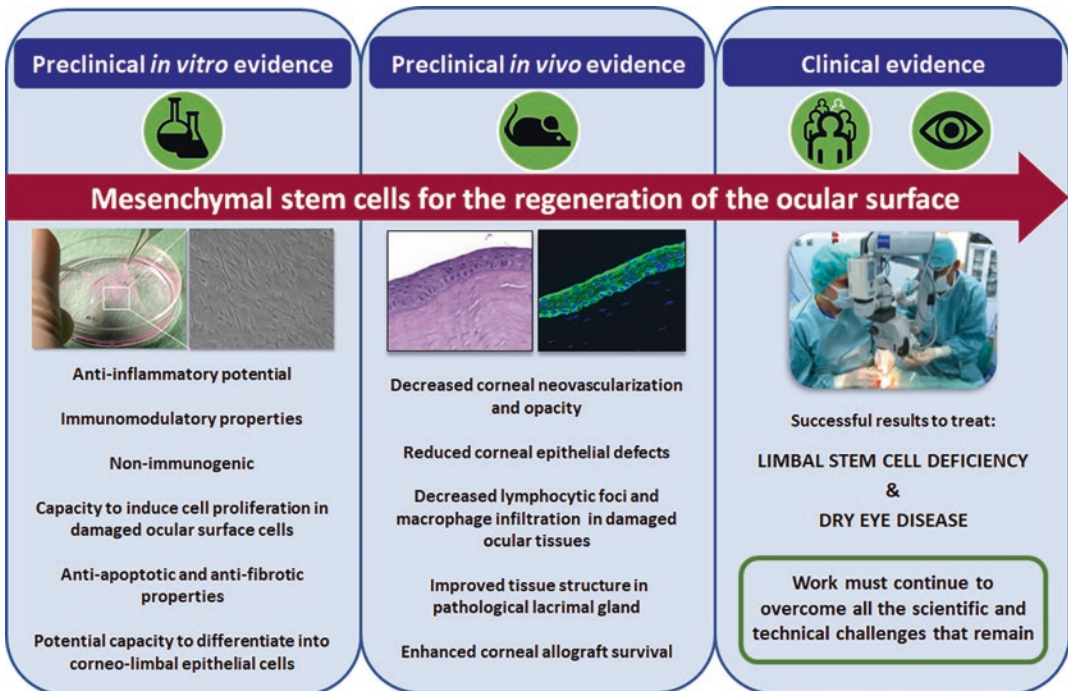 Preclinical in vitro evidence
Preclinical in vivo evidence
Clinical evidence
Mesenchymal stem cells for the regeneration of the ocular surface
Anti-inflammatory potential
Immunomodulatory properties
Non-immunogenic
Capacity to induce cell proliferation in
damaged ocular surface cells
Anti-apoptotic and anti-fibrotic
properties
Potential capacity to differentiate into
corneo-limbal epithelial cells
Decreased corneal neovascularization
and opacity
Reduced corneal epithelial defects
Decreased lymphocytic foci and
macrophage infiltration in damaged
ocular tissues
Improved tissue structure in
pathological lacrimal gland
Enhanced corneal allograft survival
Successful results to treat:
LIMBAL STEM CELL DEFICIENCY
&
DRY EYE DISEASE
Work must continue to
overcome all the scientific and
technical challenges that remain